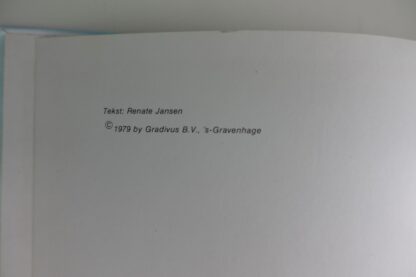 Tekst: Renate Jansen
© 1979 by Gradivus B.V., 's-Gravenhage